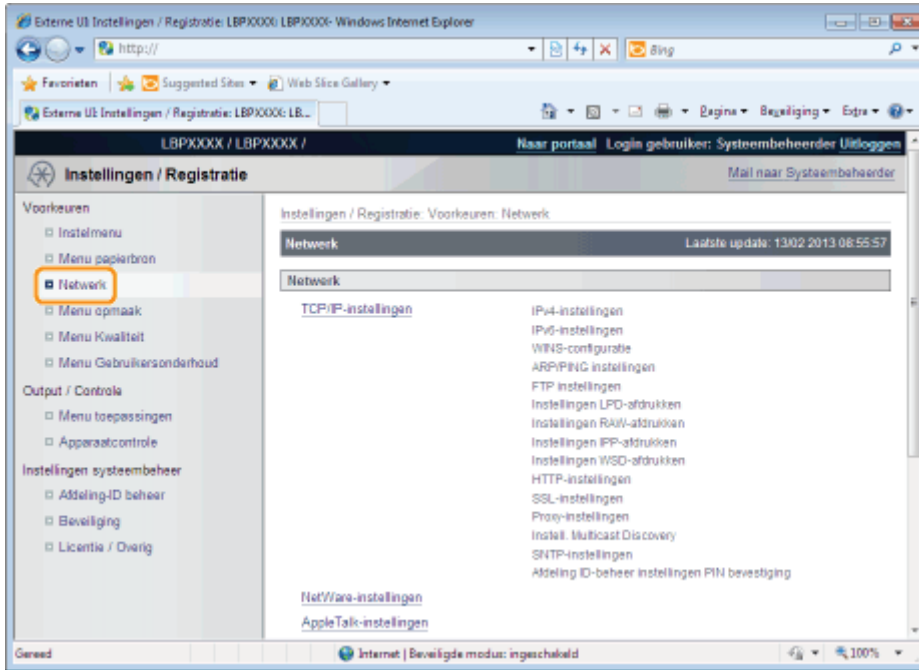 Externe UI: Instellingen / Registratie: LBPXXXX: LBPXXXX- Windows Internet Explorer
http://
Bing
Favorieten Suggested Sites Web Slice Gallery
Externe UI: Instellingen / Registratie: LBPXXXX: LB...
Pagina Beveiliging Extra
LBPXXXX / LBPXXXX /
Naar portaal Login gebruiker: Systeembeheerder Uitloggen
Instellingen / Registratie
Mail naar Systeembeheerder
Voorkeuren
Instelmenu
Menu papierbron
Netwerk
Menu opmaak
Menu Kwaliteit
Menu Gebruikersonderhoud
Output / Controle
Menu toepassingen
Apparaatcontrole
Instellingen systeembeheer
Afdeling-ID beheer
Beveiliging
Licentie / Overig
Instellingen / Registratie: Voorkeuren: Netwerk
Netwerk
Laatste update: 13/02 2013 08:55:57
Netwerk
TCP/IP-instellingen
IPv4-instellingen
IPv6-instellingen
WINS-configuratie
ARP/PING instellingen
FTP instellingen
Instellingen LPD-afdrukken
Instellingen RAW-afdrukken
Instellingen IPP-afdrukken
Instellingen WSD-afdrukken
HTTP-instellingen
SSL-instellingen
Proxy-instellingen
Instell. Multicast Discovery
SNTP-instellingen
Afdeling ID-beheer instellingen PIN bevestiging
NetWare-instellingen
AppleTalk-instellingen
Gereed
Internet | Beveiligde modus: ingeschakeld
100%